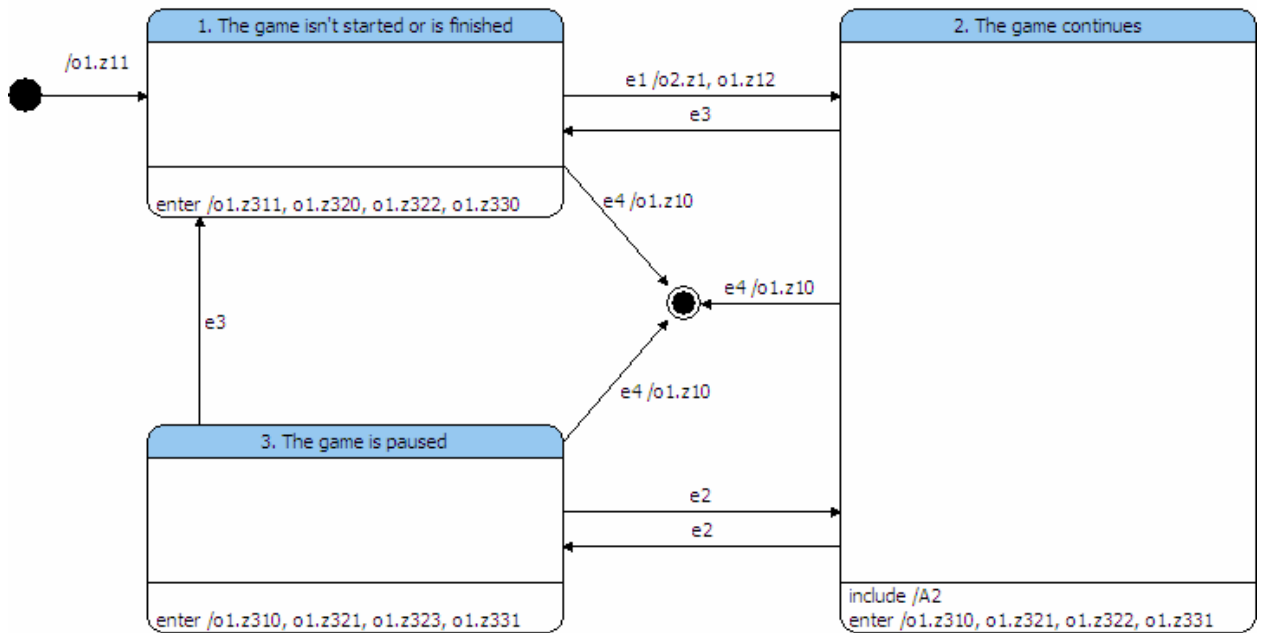 1. The game isn't started or is finished
2. The game continues
/o1.z11
e1 /o2.z1, o1.z12
e3
enter /o1.z311, o1.z320, o1.z322, o1.z330
e4 /o1.z10
e4 /o1.z10
e3
e4 /o1.z10
3. The game is paused
e2
e2
include /A2
enter /o1.z310, o1.z321, o1.z323, o1.z331
enter /o1.z310, o1.z321, o1.z322, o1.z331